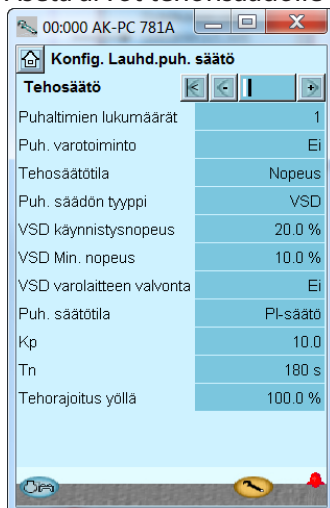 00:000 AK-PC 781A
Konfig. Lauhd.puh. säätö
Tehosäätö
Puhaltimien lukumäärät 1
Puh. varotoiminto Ei
Tehosäätötila Nopeus
Puh. säädön tyyppi VSD
VSD käynnistysnopeus 20.0 %
VSD Min. nopeus 10.0 %
VSD varolaitteen valvonta Ei
Puh. säätötila PI-säätö
Kp 10.0
Tn 180 s
Tehorajoitus yöllä 100.0 %